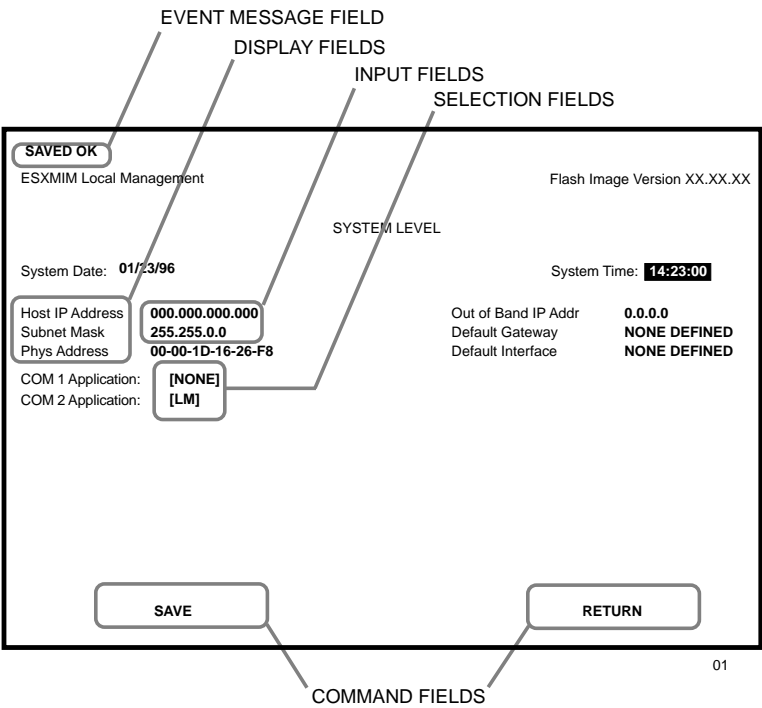 EVENT MESSAGE FIELD
DISPLAY FIELDS
INPUT FIELDS
SELECTION FIELDS
SAVED OK
ESXMIM Local Management Flash Image Version XX.XX.XX
SYSTEM LEVEL
System Date: 01/23/96 System Time: 14:23:00
Host IP Address 000.000.000.000 Out of Band IP Addr 0.0.0.0
Subnet Mask 255.255.0.0 Default Gateway NONE DEFINED
Phys Address 00-00-1D-16-26-F8 Default Interface NONE DEFINED
COM 1 Application: [NONE]
COM 2 Application: [LM]
SAVE RETURN
01
COMMAND FIELDS